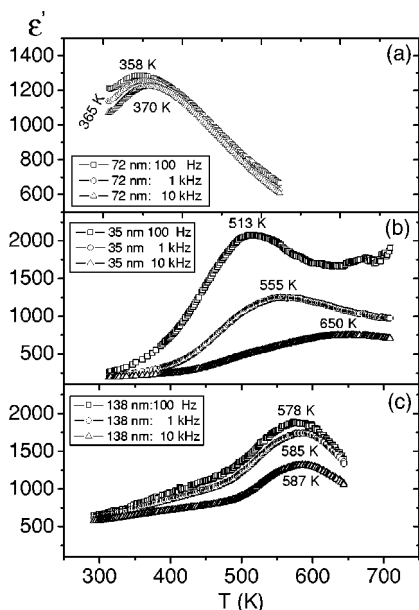 ε'
(a)
1400
1200
1000
800
600
358 K
365 K
370 K
72 nm: 100 Hz
72 nm: 1 kHz
72 nm: 10 kHz
(b)
2000
1500
1000
500
35 nm 100 Hz
35 nm 1 kHz
35 nm 10 kHz
513 K
555 K
650 K
(c)
2500
2000
1500
1000
500
138 nm:100 Hz
138 nm: 1 kHz
138 nm: 10 kHz
578 K
585 K
587 K
300 400 500 600 700
T (K)